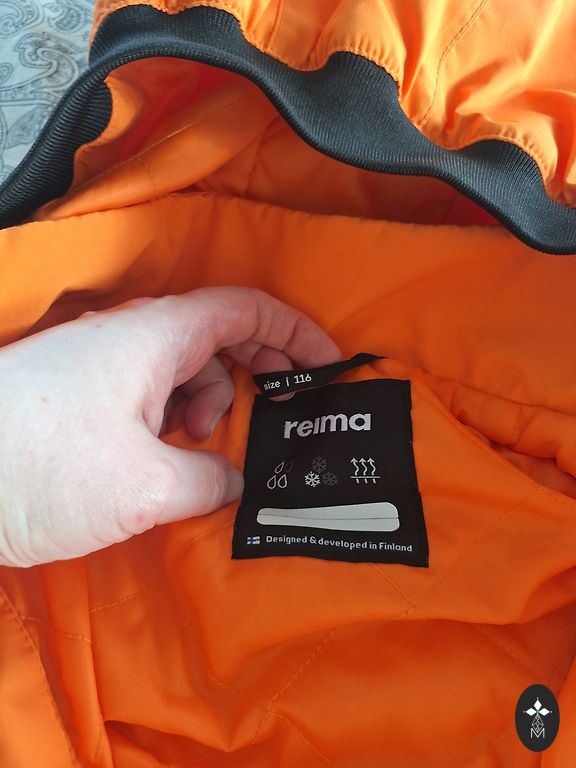 size | 116
reima
Designed & developed in Finland
M